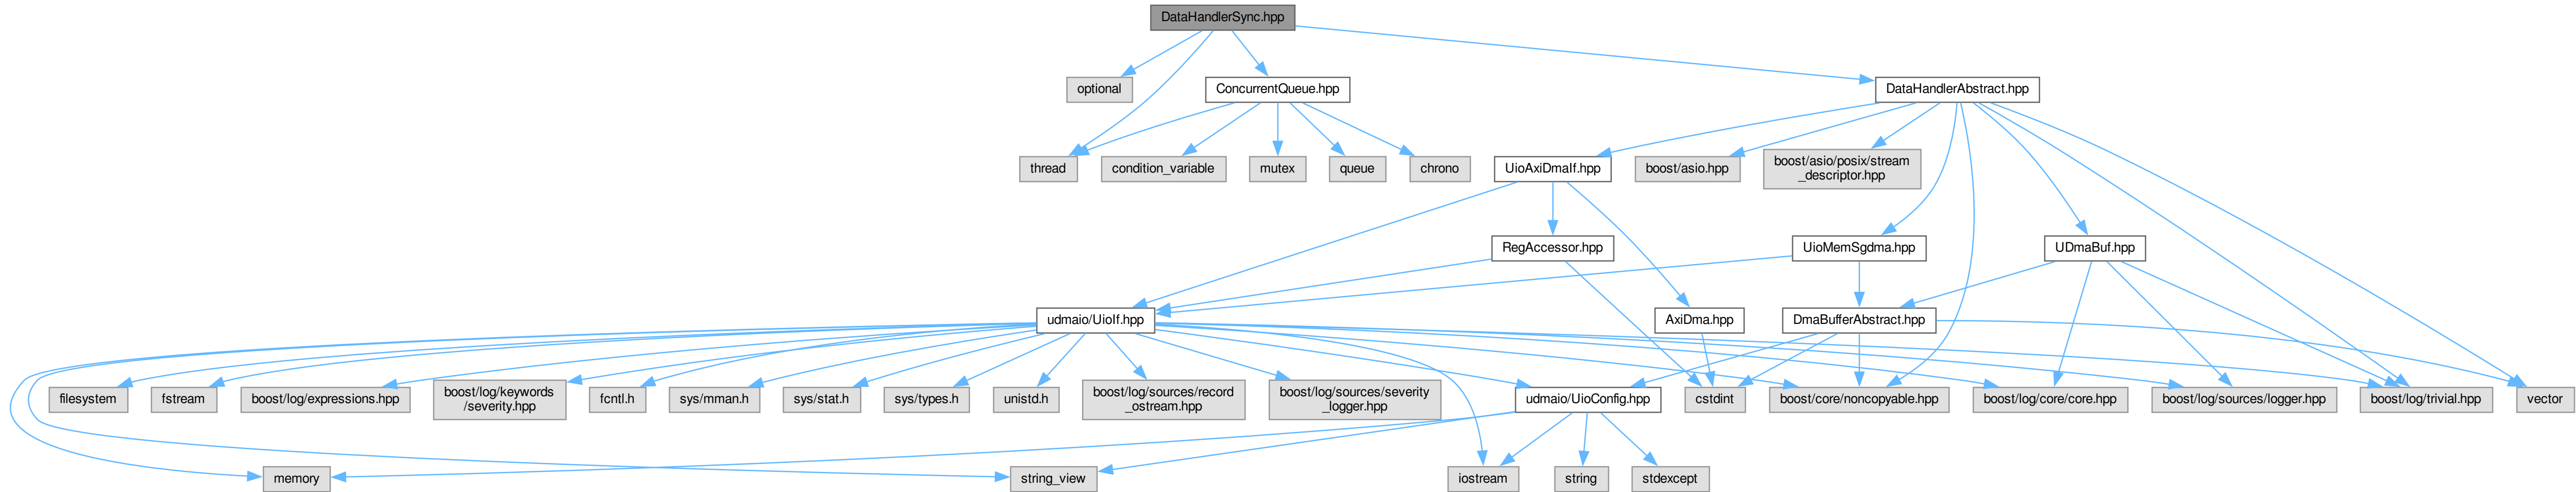 DataHandlerSync.hpp
optional
ConcurrentQueue.hpp
DataHandlerAbstract.hpp
thread
condition_variable
mutex
queue
chrono
UioAxiDmaIf.hpp
boost/asio.hpp
boost/asio/posix/stream
_descriptor.hpp
RegAccessor.hpp
UioMemSgdma.hpp
UDmaBuf.hpp
udmaio/UioIf.hpp
AxiDma.hpp
DmaBufferAbstract.hpp
filesystem
fstream
boost/log/expressions.hpp
boost/log/keywords
/severity.hpp
fcntl.h
sys/mman.h
sys/stat.h
sys/types.h
unistd.h
boost/log/sources/record
_ostream.hpp
boost/log/sources/severity
_logger.hpp
udmaio/UioConfig.hpp
cstdint
boost/core/noncopyable.hpp
boost/log/core/core.hpp
boost/log/sources/logger.hpp
boost/log/trivial.hpp
vector
memory
string_view
iostream
string
stdexcept